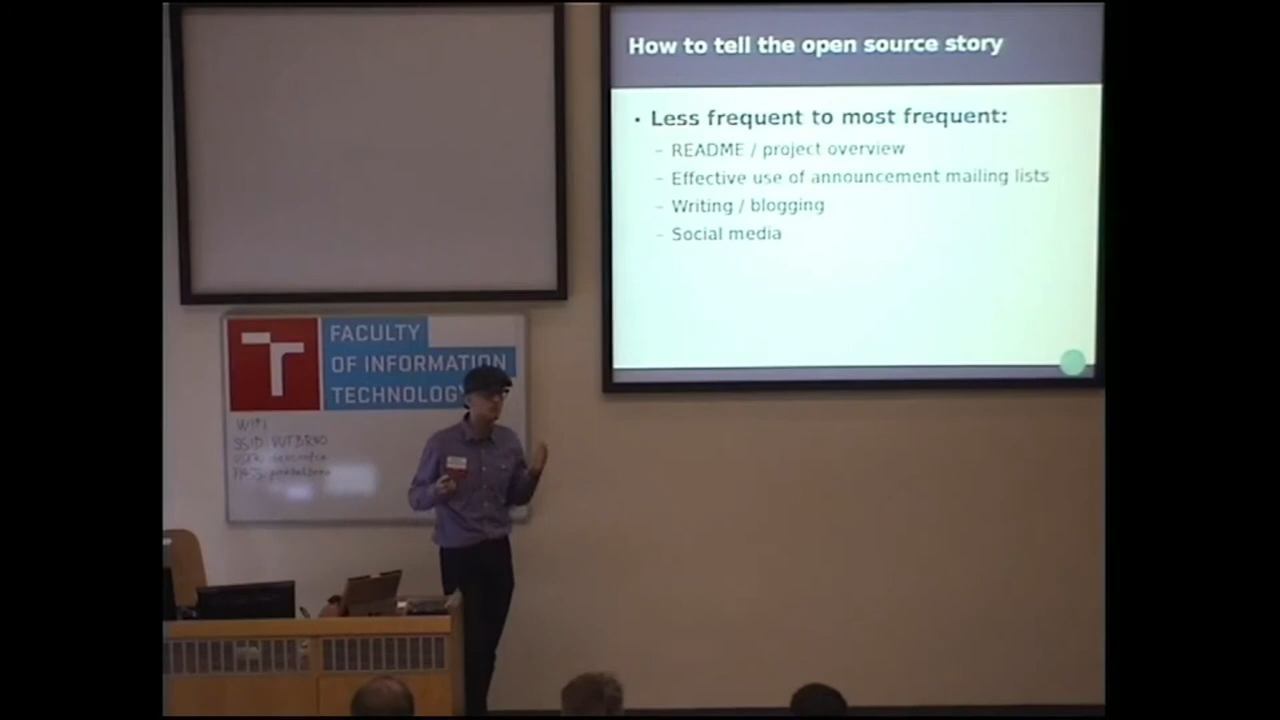 How to tell the open source story
• Less frequent to most frequent:
– README / project overview
– Effective use of announcement mailing lists
– Writing / blogging
– Social media
FACULTY
OF INFORMATION
TECHNOLOGY
WIFI
SSID